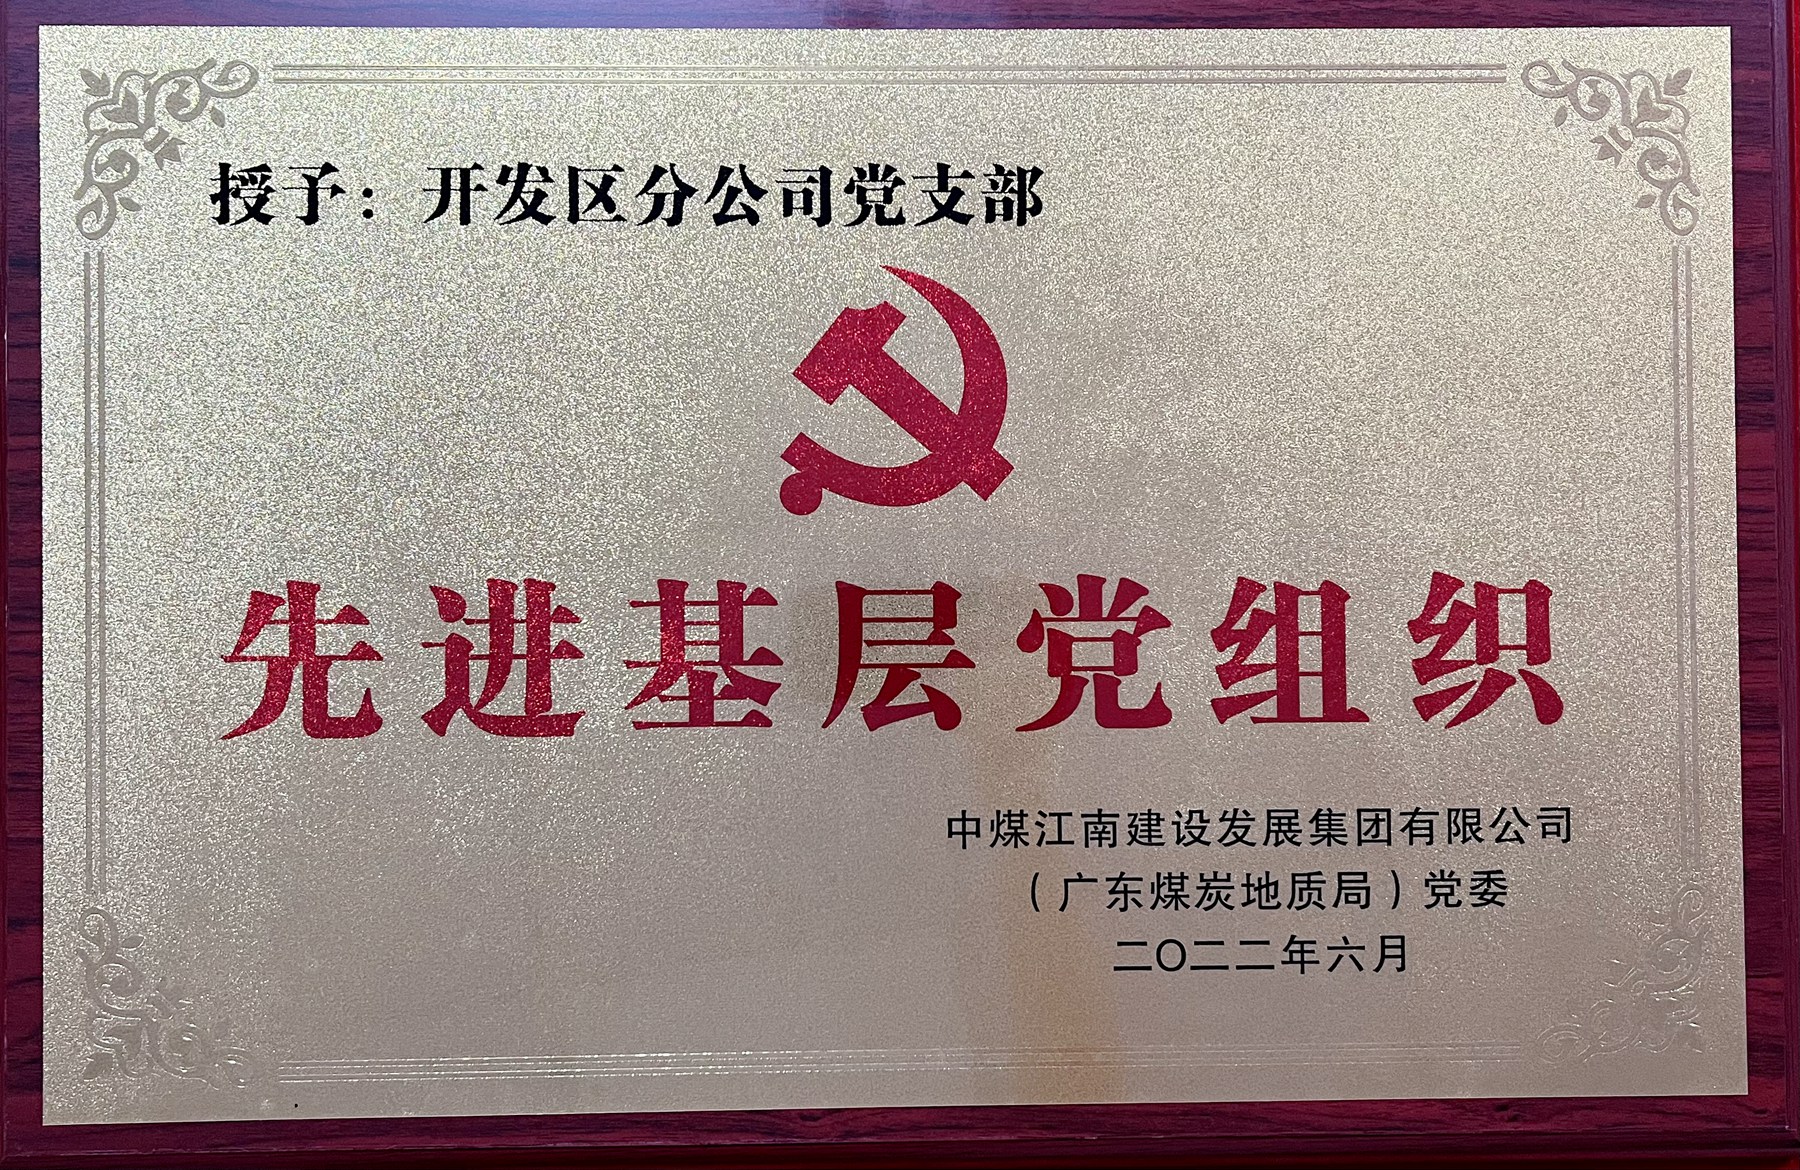 授予：开发区分公司党支部
先进基层党组织
中煤江南建设发展集团有限公司
（广东煤炭地质局）党委
二〇二二年六月